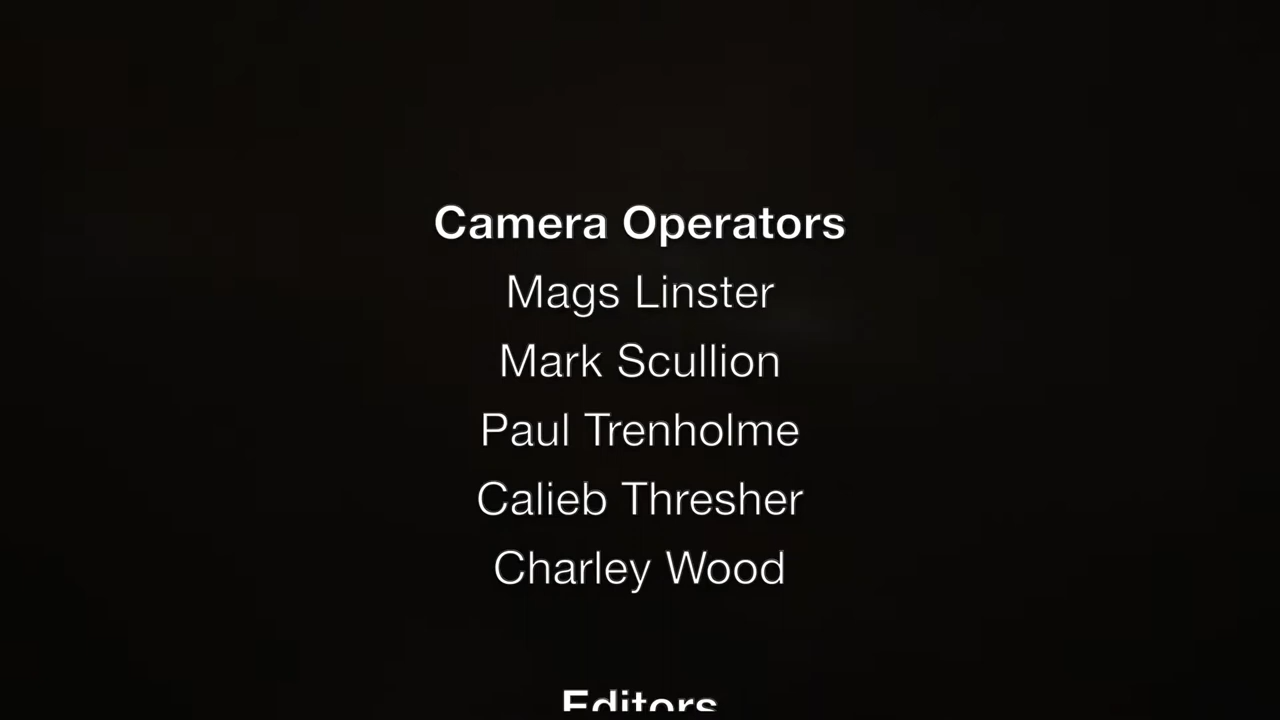 Camera Operators
Mags Linster
Mark Scullion
Paul Trenholme
Calieb Thresher
Charley Wood
Editors